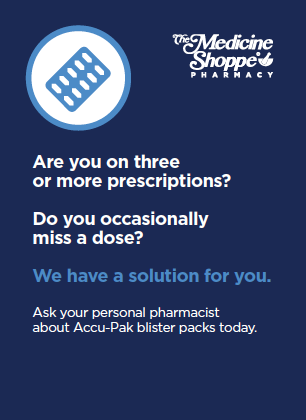 The Medicine
Shoppe
PHARMACY
Are you on three
or more prescriptions?
Do you occasionally
miss a dose?
We have a solution for you.
Ask your personal pharmacist
about Accu-Pak blister packs today.